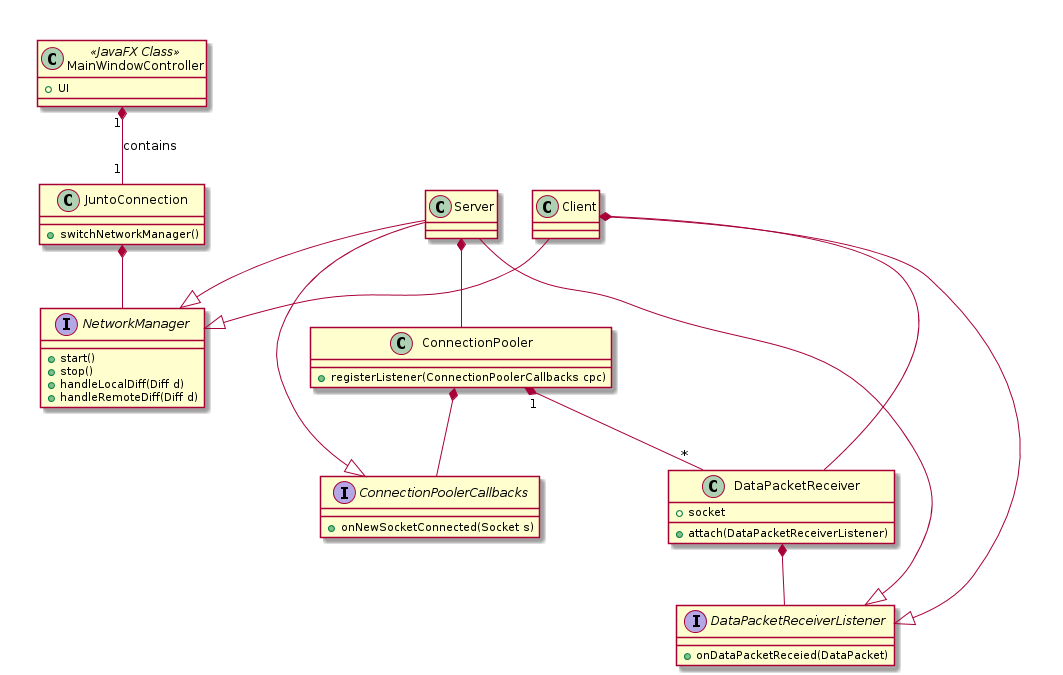 C
«JavaFX Class»
MainWindowController
UI
1
contains
1
C JuntoConnection
switchNetworkManager()
C Server
C Client
I NetworkManager
start()
stop()
handleLocalDiff(Diff d)
handleRemoteDiff(Diff d)
C ConnectionPooler
registerListener(ConnectionPoolerCallbacks cpc)
1
*
I ConnectionPoolerCallbacks
onNewSocketConnected(Socket s)
C DataPacketReceiver
socket
attach(DataPacketReceiverListener)
I DataPacketReceiverListener
onDataPacketReceied(DataPacket)